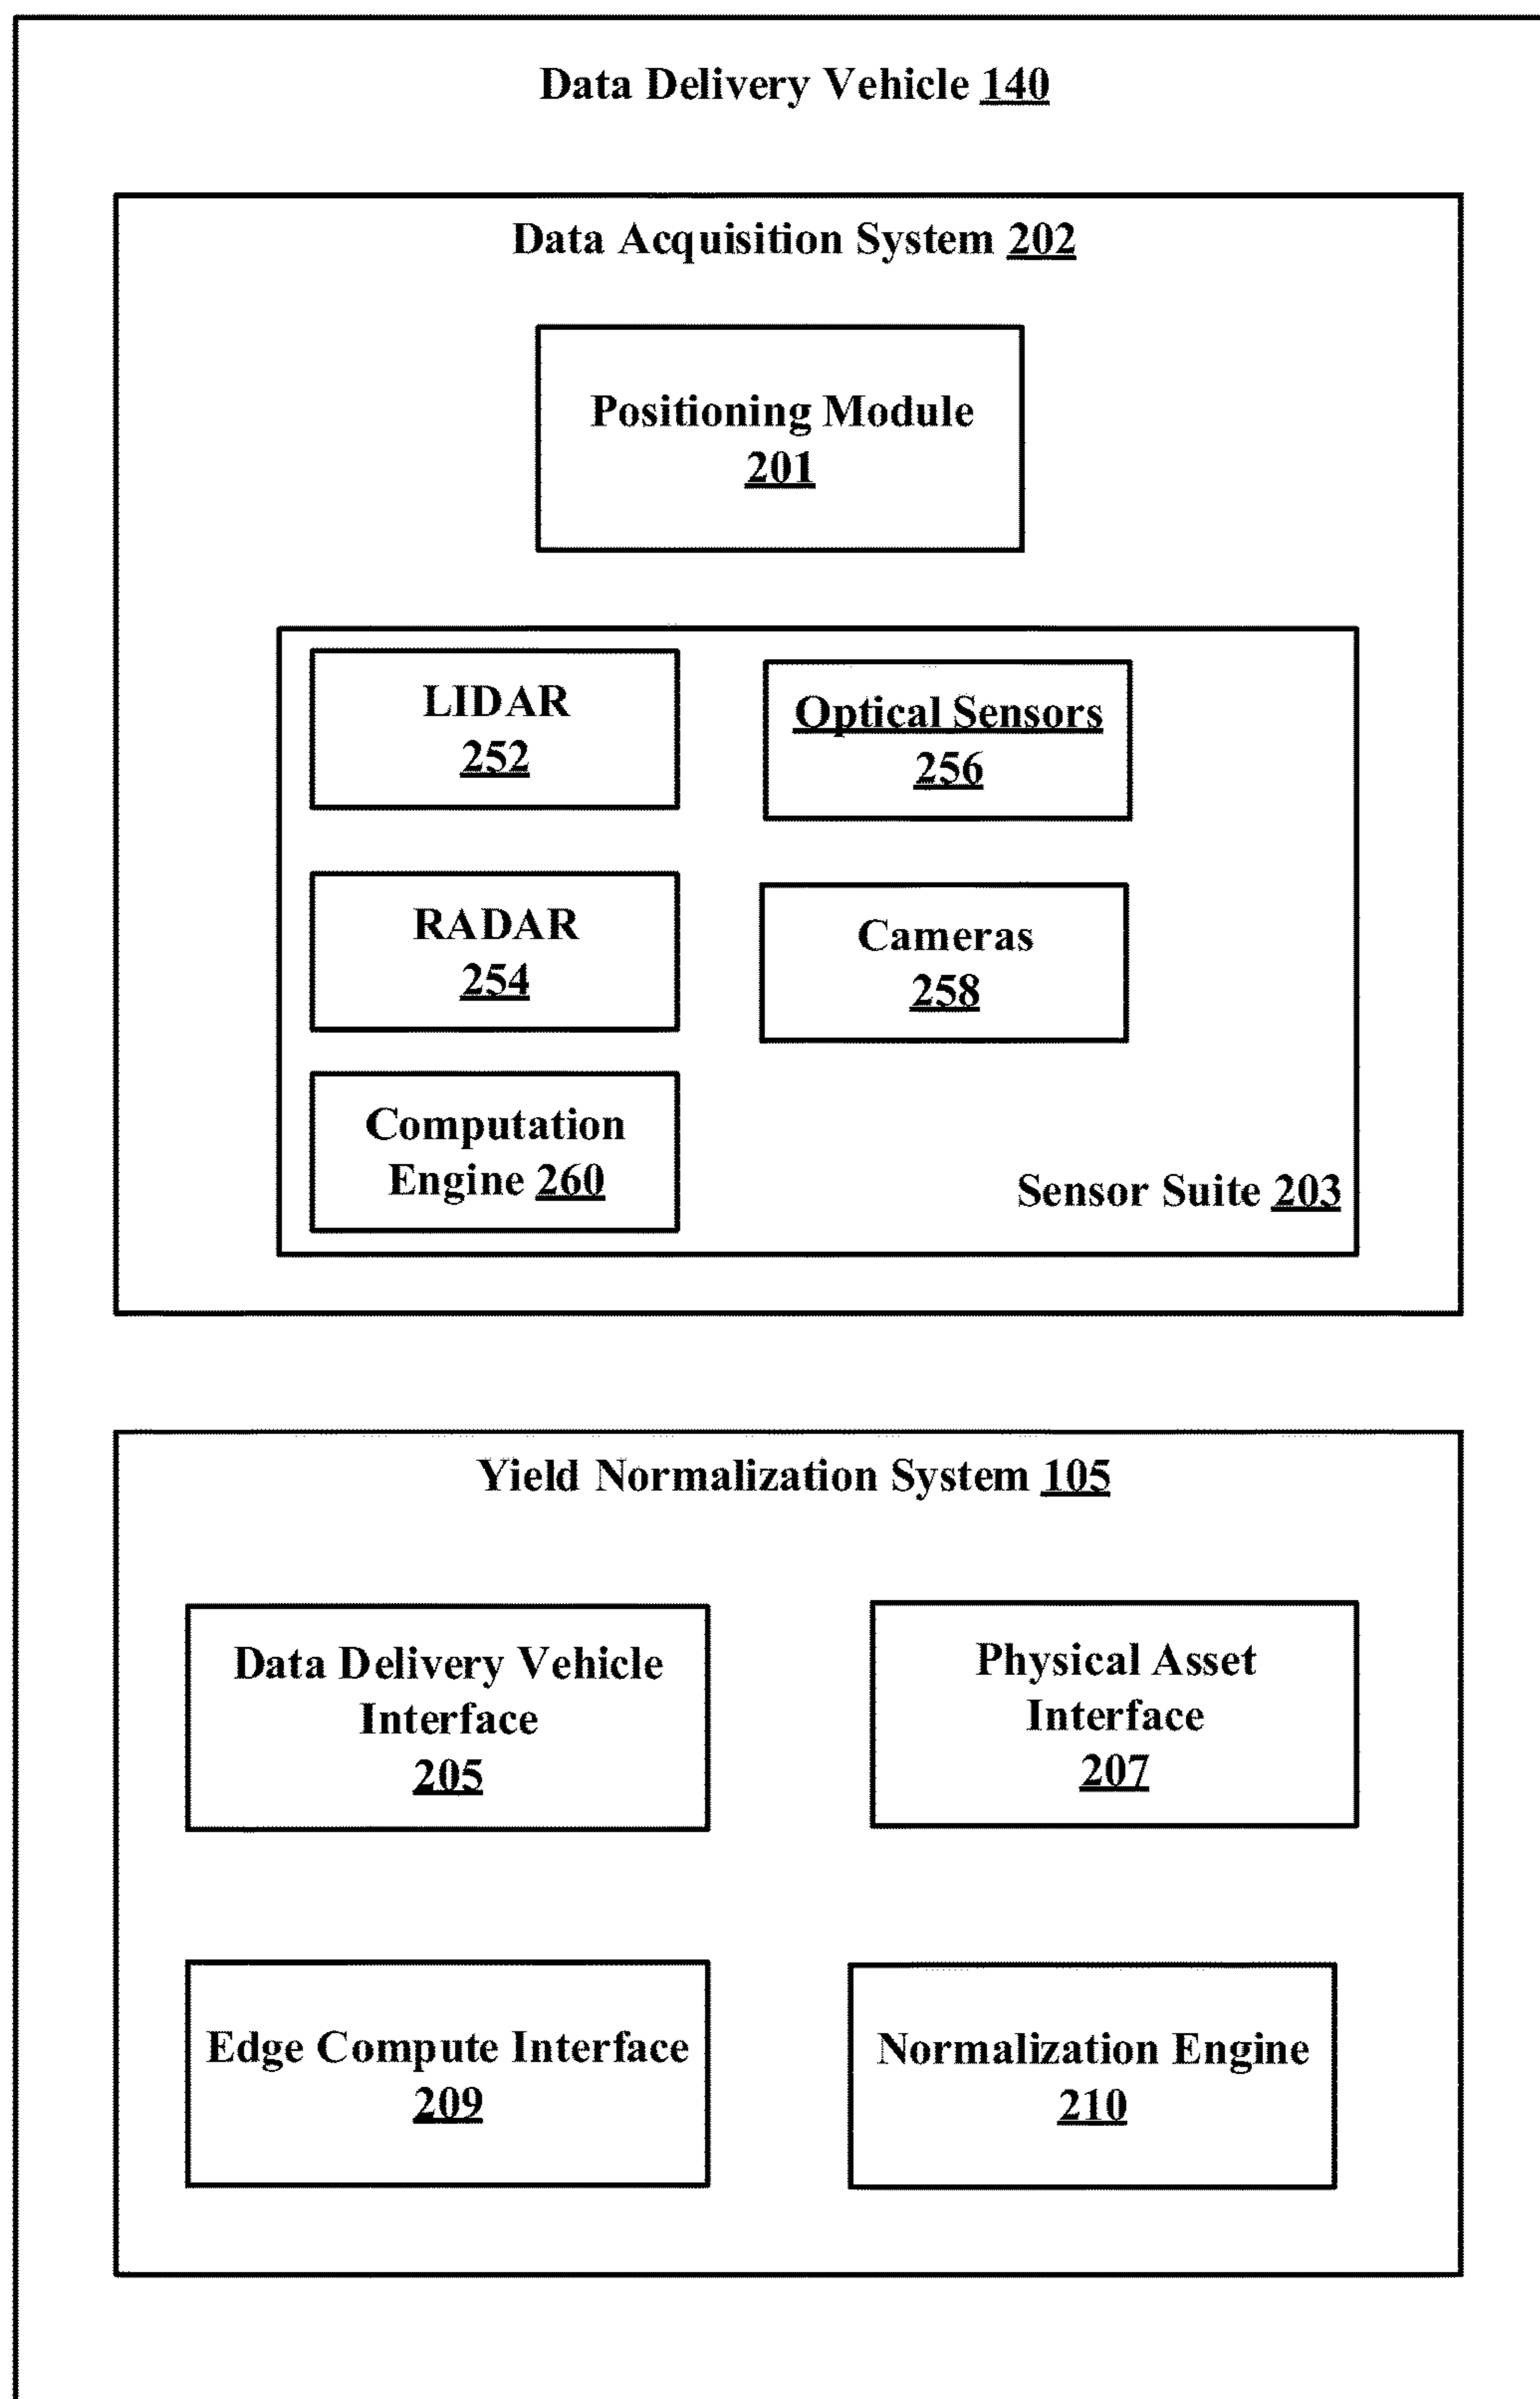 Data Delivery Vehicle 140
Data Acquisition System 202
Positioning Module
201
LIDAR
252
Optical Sensors
256
RADAR
254
Cameras
258
Computation
Engine 260
Sensor Suite 203
Yield Normalization System 105
Data Delivery Vehicle
Interface
205
Physical Asset
Interface
207
Edge Compute Interface
209
Normalization Engine
210